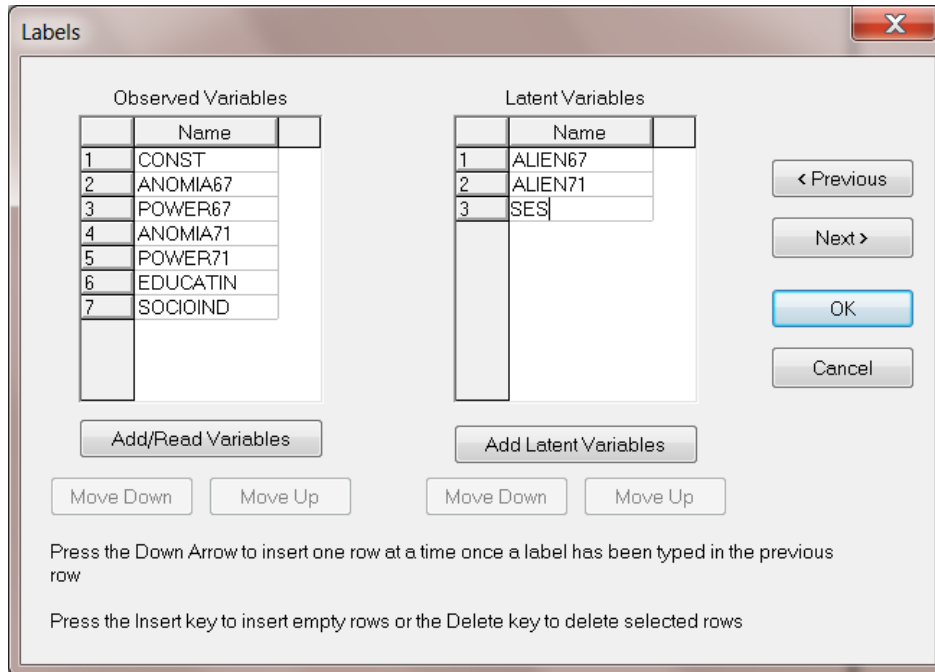 Labels
X
Observed Variables
Latent Variables
Name
1 CONST
2 ANOMIA67
3 POWER67
4 ANOMIA71
5 POWER71
6 EDUCATIN
7 SOCIOIND
Name
1 ALIEN67
2 ALIEN71
3 SES
< Previous
Next >
OK
Cancel
Add/Read Variables
Add Latent Variables
Move Down
Move Up
Move Down
Move Up
Press the Down Arrow to insert one row at a time once a label has been typed in the previous
row
Press the Insert key to insert empty rows or the Delete key to delete selected rows